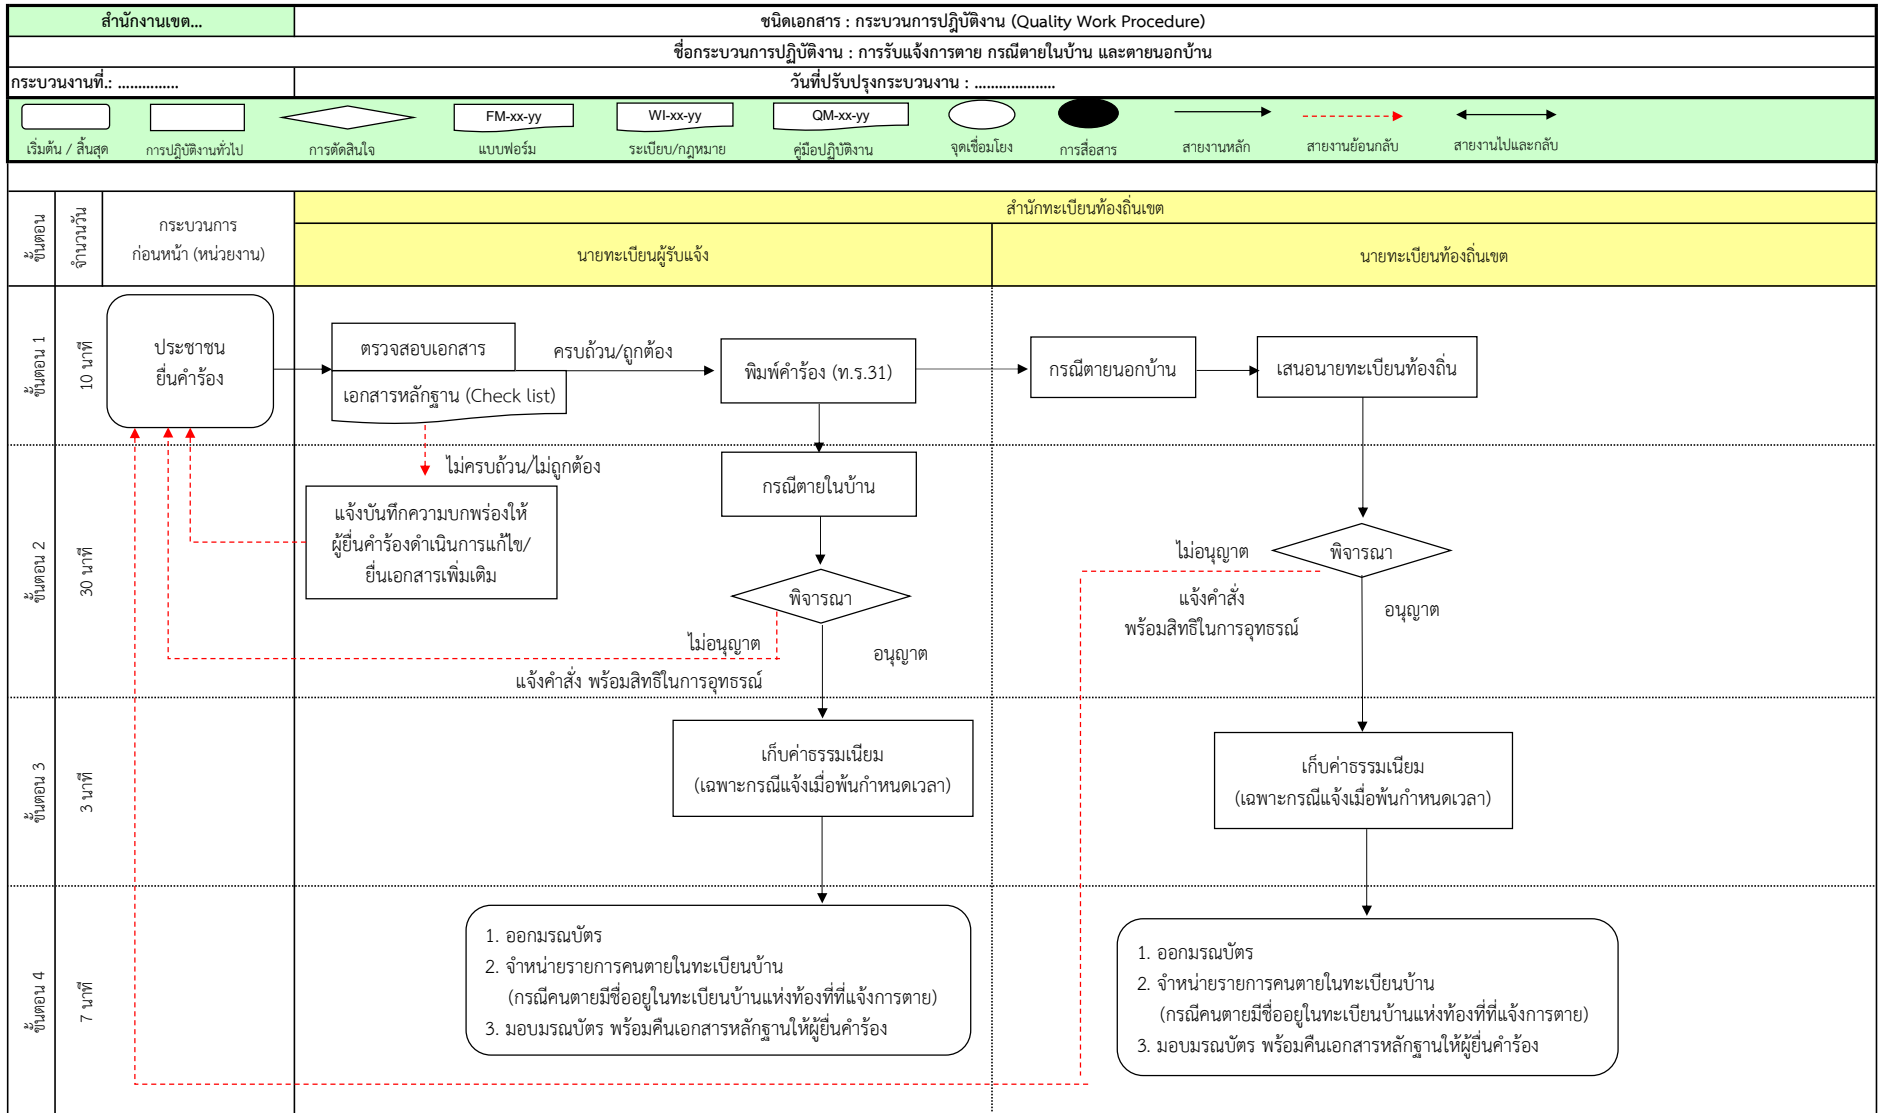 สำนักงานเขต...
ชนิดเอกสาร : กระบวนการปฏิบัติงาน (Quality Work Procedure)
ชื่อกระบวนการปฏิบัติงาน : การรับแจ้งการตาย กรณีตายในบ้าน และตายนอกบ้าน
กระบวนงานที่.: ...............
วันที่ปรับปรุงกระบวนงาน : ....................
FM-xx-yy
WI-xx-yy
QM-xx-yy
เริ่มต้น / สิ้นสุด
การปฏิบัติงานทั่วไป
การตัดสินใจ
แบบฟอร์ม
ระเบียบ/กฎหมาย
คู่มือปฏิบัติงาน
จุดเชื่อมโยง
การสื่อสาร
สายงานหลัก
สายงานย้อนกลับ
สายงานไปและกลับ
ขั้นตอน
จำนวนวัน
กระบวนการ
ก่อนหน้า (หน่วยงาน)
สำนักทะเบียนท้องถิ่นเขต
นายทะเบียนผู้รับแจ้ง
นายทะเบียนท้องถิ่นเขต
ขั้นตอน 1
10 นาที
ประชาชน
ยื่นคำร้อง
ตรวจสอบเอกสาร
เอกสารหลักฐาน (Check list)
ครบถ้วน/ถูกต้อง
พิมพ์คำร้อง (ท.ร.31)
กรณีตายนอกบ้าน
เสนอนายทะเบียนท้องถิ่น
ขั้นตอน 2
30 นาที
ไม่ครบถ้วน/ไม่ถูกต้อง
แจ้งบันทึกความบกพร่องให้
ผู้ยื่นคำร้องดำเนินการแก้ไข/
ยื่นเอกสารเพิ่มเติม
กรณีตายในบ้าน
พิจารณา
ไม่อนุญาต
อนุญาต
แจ้งคำสั่ง พร้อมสิทธิในการอุทธรณ์
ไม่อนุญาต
พิจารณา
แจ้งคำสั่ง
พร้อมสิทธิในการอุทธรณ์
อนุญาต
ขั้นตอน 3
3 นาที
เก็บค่าธรรมเนียม
(เฉพาะกรณีแจ้งเมื่อพ้นกำหนดเวลา)
เก็บค่าธรรมเนียม
(เฉพาะกรณีแจ้งเมื่อพ้นกำหนดเวลา)
ขั้นตอน 4
7 นาที
1. ออกมรณบัตร
2. จำหน่ายรายการคนตายในทะเบียนบ้าน
(กรณีคนตายมีชื่ออยู่ในทะเบียนบ้านแห่งท้องที่ที่แจ้งการตาย)
3. มอบมรณบัตร พร้อมคืนเอกสารหลักฐานให้ผู้ยื่นคำร้อง
1. ออกมรณบัตร
2. จำหน่ายรายการคนตายในทะเบียนบ้าน
(กรณีคนตายมีชื่ออยู่ในทะเบียนบ้านแห่งท้องที่ที่แจ้งการตาย)
3. มอบมรณบัตร พร้อมคืนเอกสารหลักฐานให้ผู้ยื่นคำร้อง